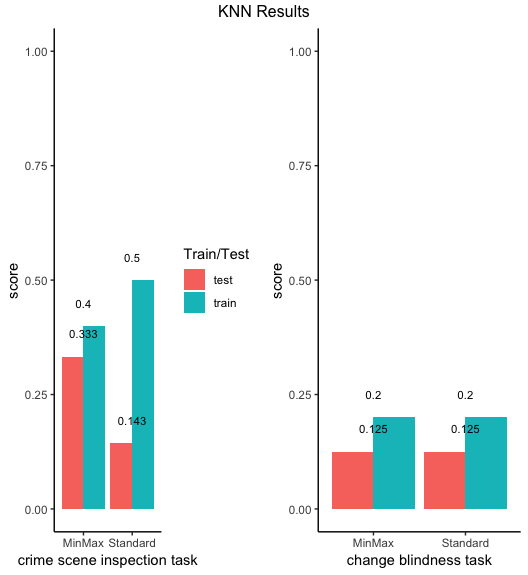 KNN Results
score
1.00
0.75
0.50
0.25
0.00
0.4
0.333
0.5
0.143
MinMax Standard
crime scene inspection task
Train/Test
test
train
score
1.00
0.75
0.50
0.25
0.00
0.2
0.125
0.2
0.125
MinMax Standard
change blindness task